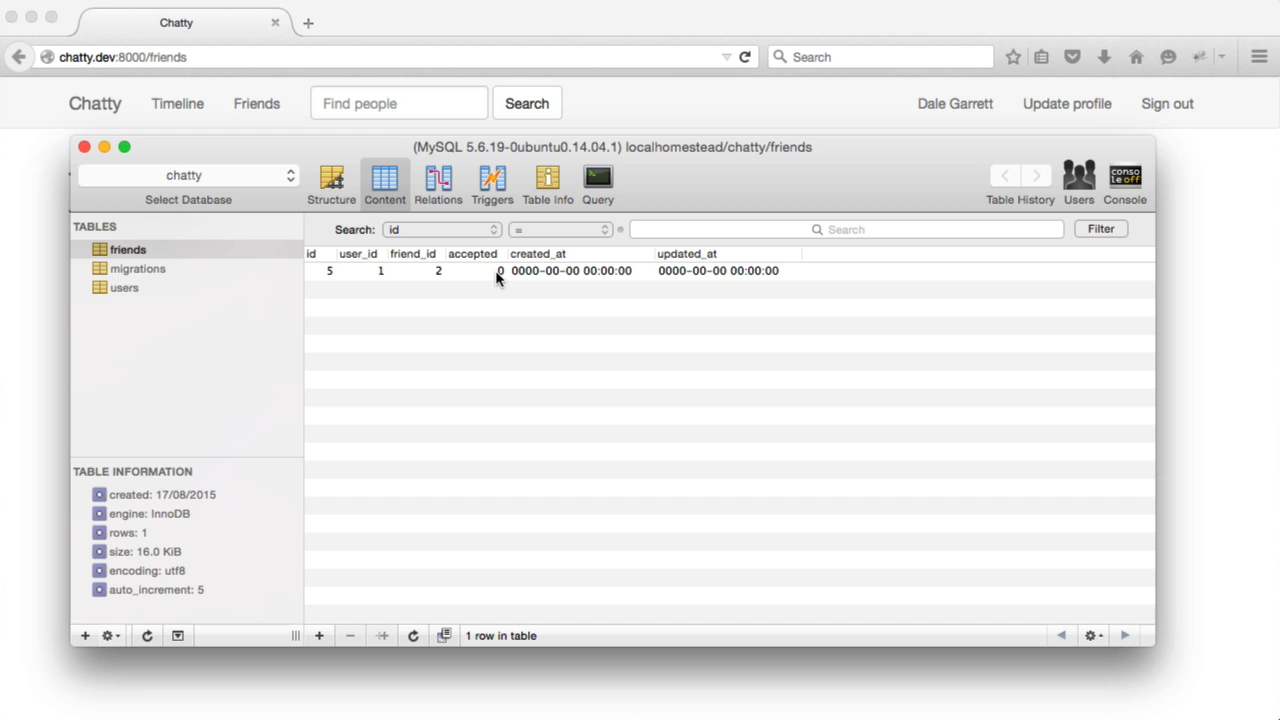 Chatty
chatty.dev:8000/friends
Search
Chatty Timeline Friends Find people Search Dale Garrett Update profile Sign out
(MySQL 5.6.19-0ubuntu0.14.04.1) localhomestead/chatty/friends
chatty
Select Database
Structure Content Relations Triggers Table Info Query
conso
le off
Table History Users Console
TABLES
friends
migrations
users
Search: id = Search Filter
id user_id friend_id accepted created_at updated_at
5 1 2 0 0000-00-00 00:00:00 0000-00-00 00:00:00
TABLE INFORMATION
created: 17/08/2015
engine: InnoDB
rows: 1
size: 16.0 KiB
encoding: utf8
auto_increment: 5
1 row in table